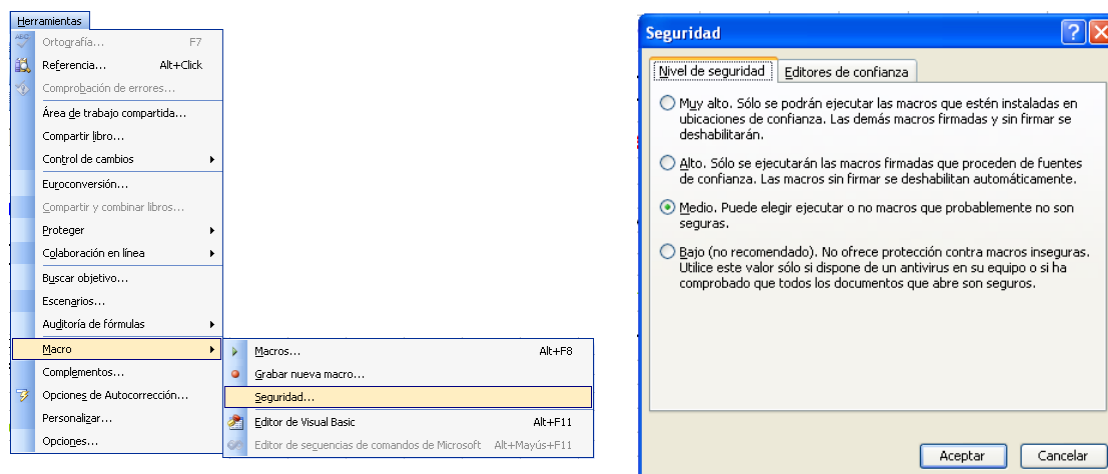 Herramientas
Ortografía... F7
Referencia... Alt+Click
Comprobación de errores...
Área de trabajo compartida...
Compartir libro...
Control de cambios
Euroconversión...
Compartir y combinar libros...
Proteger
Colaboración en línea
Buscar objetivo...
Escenarios...
Auditoría de fórmulas
Macro
Complementos...
Opciones de Autocorrección...
Personalizar...
Opciones...
Macros... Alt+F8
Grabar nueva macro...
Seguridad...
Editor de Visual Basic Alt+F11
Editor de secuencias de comandos de Microsoft Alt+Mayús+F11
Seguridad
Nivel de seguridad Editores de confianza
Muy alto. Sólo se podrán ejecutar las macros que estén instaladas en
ubicaciones de confianza. Las demás macros firmadas y sin firmar se
deshabilitarán.
Alto. Sólo se ejecutarán las macros firmadas que proceden de fuentes
de confianza. Las macros sin firmar se deshabilitan automáticamente.
Medio. Puede elegir ejecutar o no macros que probablemente no son
seguras.
Bajo (no recomendado). No ofrece protección contra macros inseguras.
Utilice este valor sólo si dispone de un antivirus en su equipo o si ha
comprobado que todos los documentos que abre son seguros.
Aceptar Cancelar